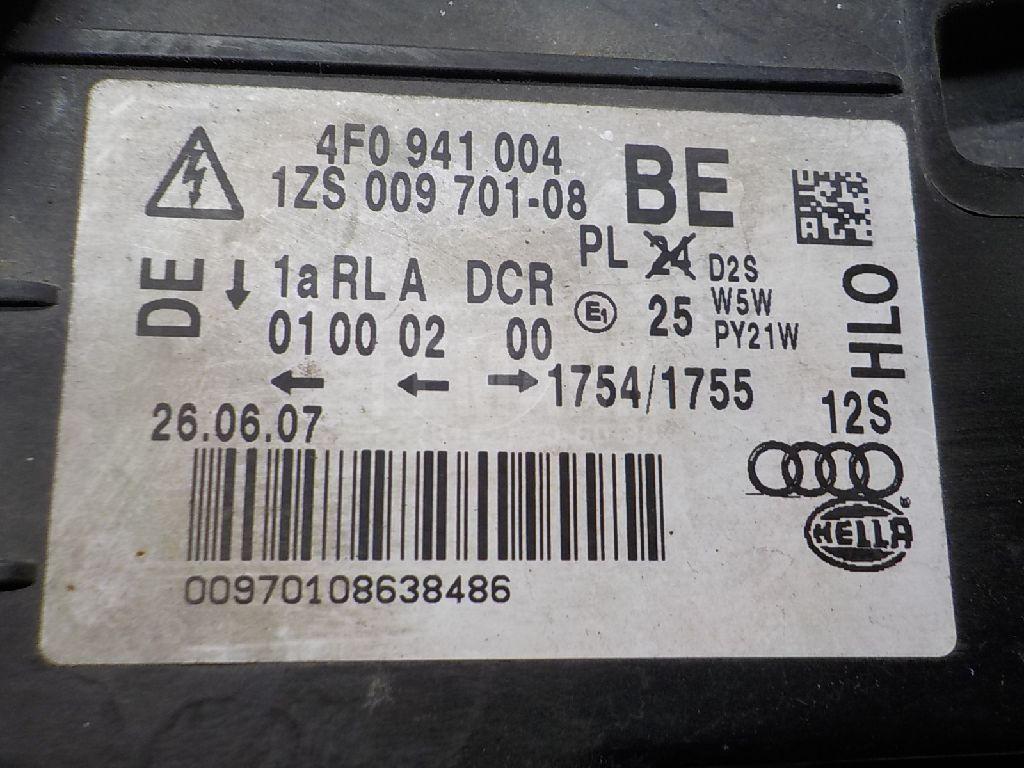 4F0 941 004
1ZS 009 701-08
BE
PL 24 D2S
DE
1a RL A DCR
E1 25 W5W
PY21W
01 00 02 00
HLO
1754/1755
12S
26.06.07
HELLA
00970108638486